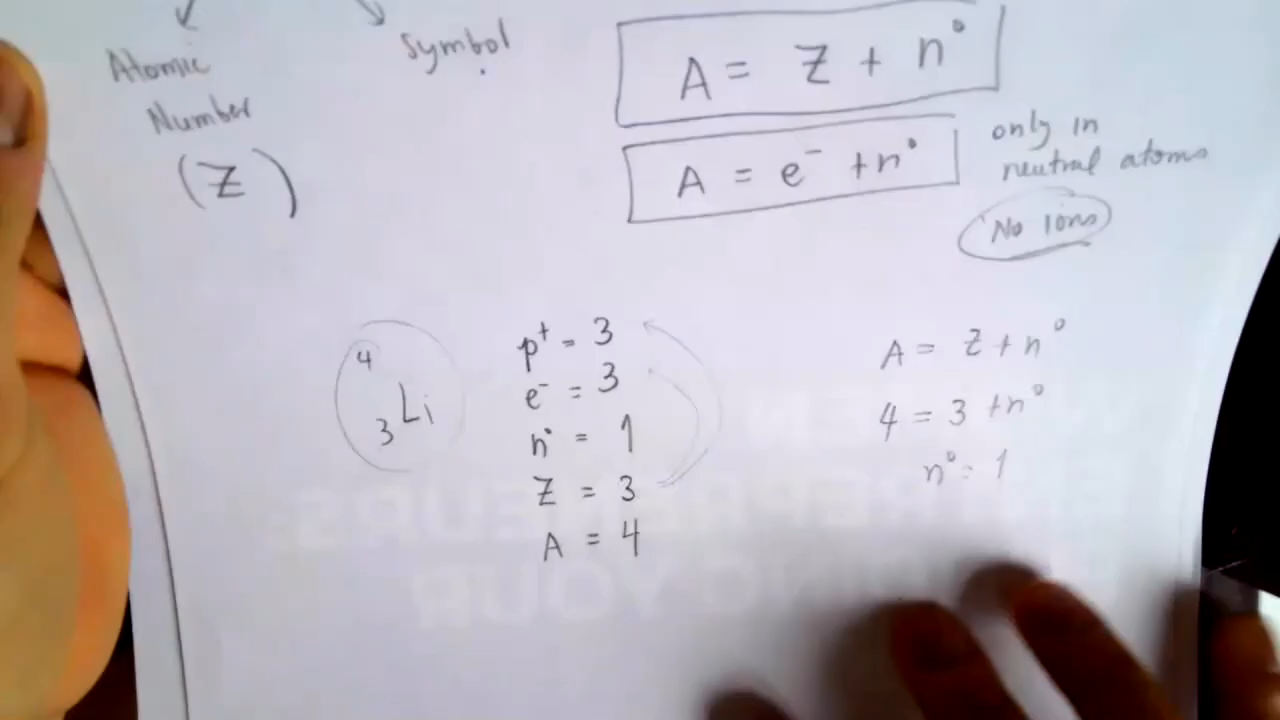 Atomic
Number
(Z)
Symbol
A = Z + n°
A = e⁻ + n°
only in
neutral atoms
No Ions
4
3 Li
p⁺ = 3
e⁻ = 3
n° = 1
Z = 3
A = 4
A = Z + n°
4 = 3 + n°
n° = 1